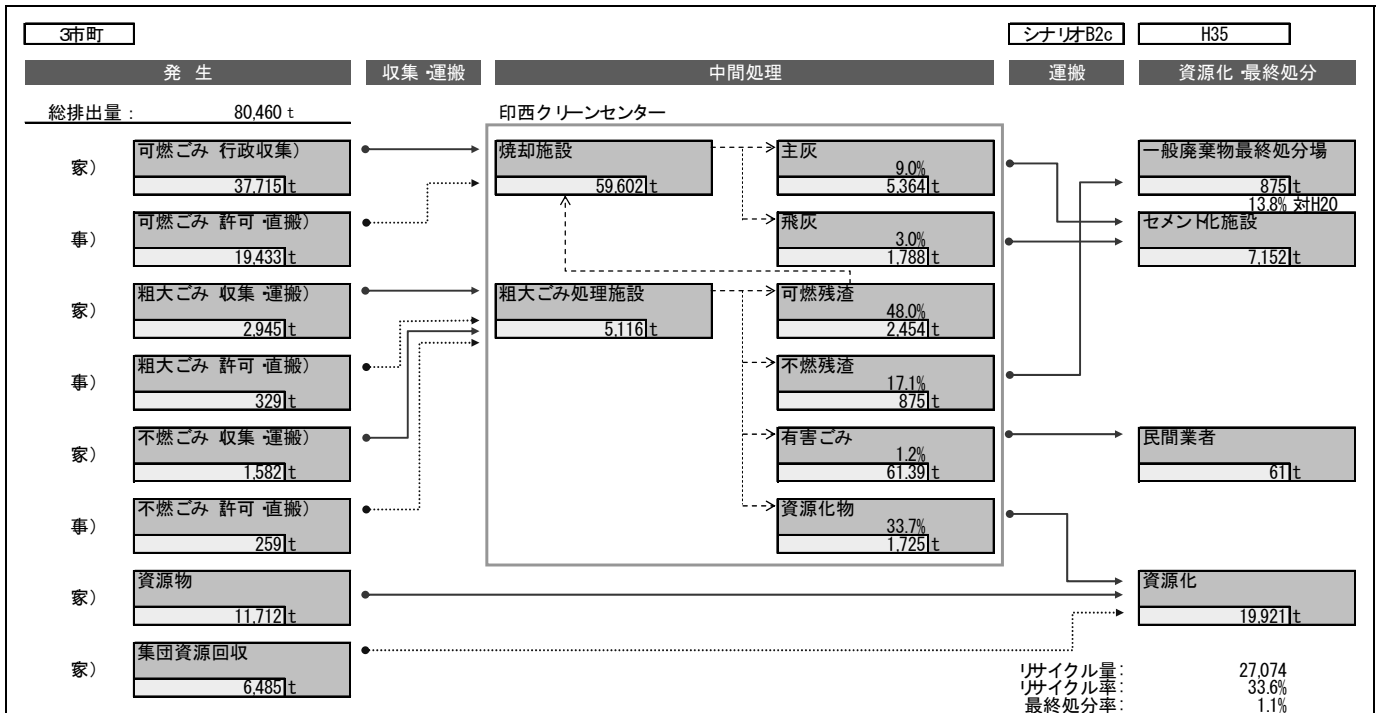 3市町 シナリオB2c H35
発 生 収集・運搬 中間処理 運搬 資源化・最終処分
総排出量: 80,460 t 印西クリーンセンター
家) 可燃ごみ 行政収集) 焼却施設 主灰 一般廃棄物最終処分場
9.0%
37,715 t 59,602 t 5,364 t 875 t
13.8% 対H20
事) 可燃ごみ 許可・直搬) 飛灰 セメント化施設
3.0%
19,433 t 1,788 t 7,152 t
家) 粗大ごみ 収集・運搬) 粗大ごみ処理施設 可燃残渣
48.0%
2,945 t 5,116 t 2,454 t
事) 粗大ごみ 許可・直搬) 不燃残渣
17.1%
329 t 875 t
家) 不燃ごみ 収集・運搬) 有害ごみ 民間業者
1.2%
1,582 t 61.39 t 61 t
事) 不燃ごみ 許可・直搬) 資源化物
33.7%
259 t 1,725 t
家) 資源物 資源化
11,712 t 19,921 t
家) 集団資源回収
6,485 t
リサイクル量: 27,074
リサイクル率: 33.6%
最終処分率: 1.1%